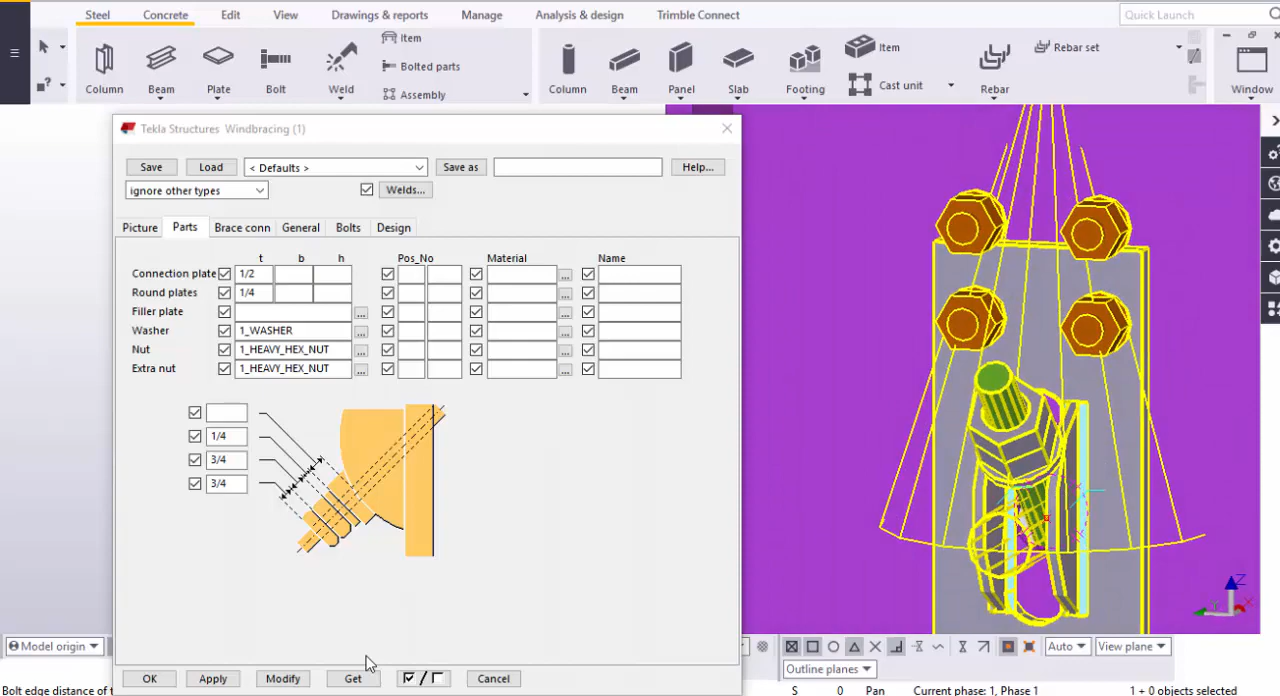 Steel Concrete Edit View Drawings & reports Manage Analysis & design Trimble Connect Quick Launch
Item
Bolted parts
Assembly
Column Beam Plate Bolt Weld
Item
Cast unit
Column Beam Panel Slab Footing
Rebar set
Rebar
Window
Tekla Structures Windbracing (1)
Save Load < Defaults > Save as Help...
ignore other types Welds...
Picture Parts Brace conn General Bolts Design
t b h Pos_No Material Name
Connection plate 1/2
Round plates 1/4
Filler plate
Washer 1_WASHER
Nut 1_HEAVY_HEX_NUT
Extra nut 1_HEAVY_HEX_NUT
1/4
3/4
3/4
OK Apply Modify Get / Cancel
Model origin
Auto View plane
Outline planes
Bolt edge distance of t
S 0 Pan Current phase: 1, Phase 1 1 + 0 objects selected
Z